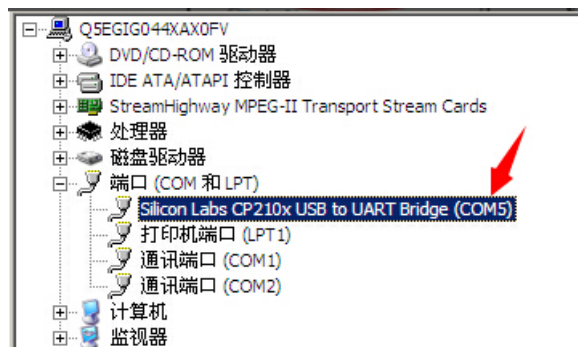 Q5EGIG044XAX0FV
DVD/CD-ROM 驱动器
IDE ATA/ATAPI 控制器
StreamHighway MPEG-II Transport Stream Cards
处理器
磁盘驱动器
端口 (COM 和 LPT)
Silicon Labs CP210x USB to UART Bridge (COM5)
打印机端口 (LPT1)
通讯端口 (COM1)
通讯端口 (COM2)
计算机
监视器